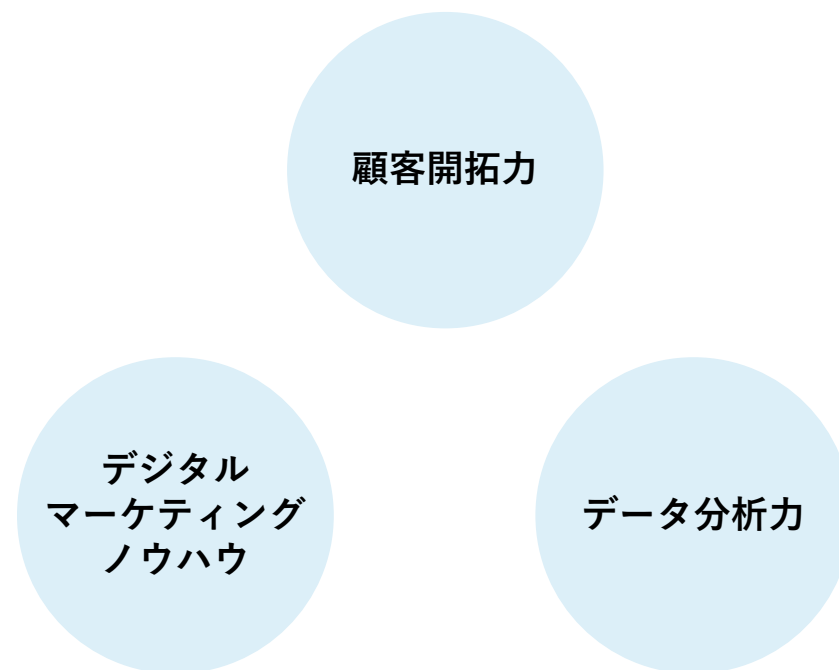 顧客開拓力
デジタル
マーケティング
ノウハウ
データ分析力